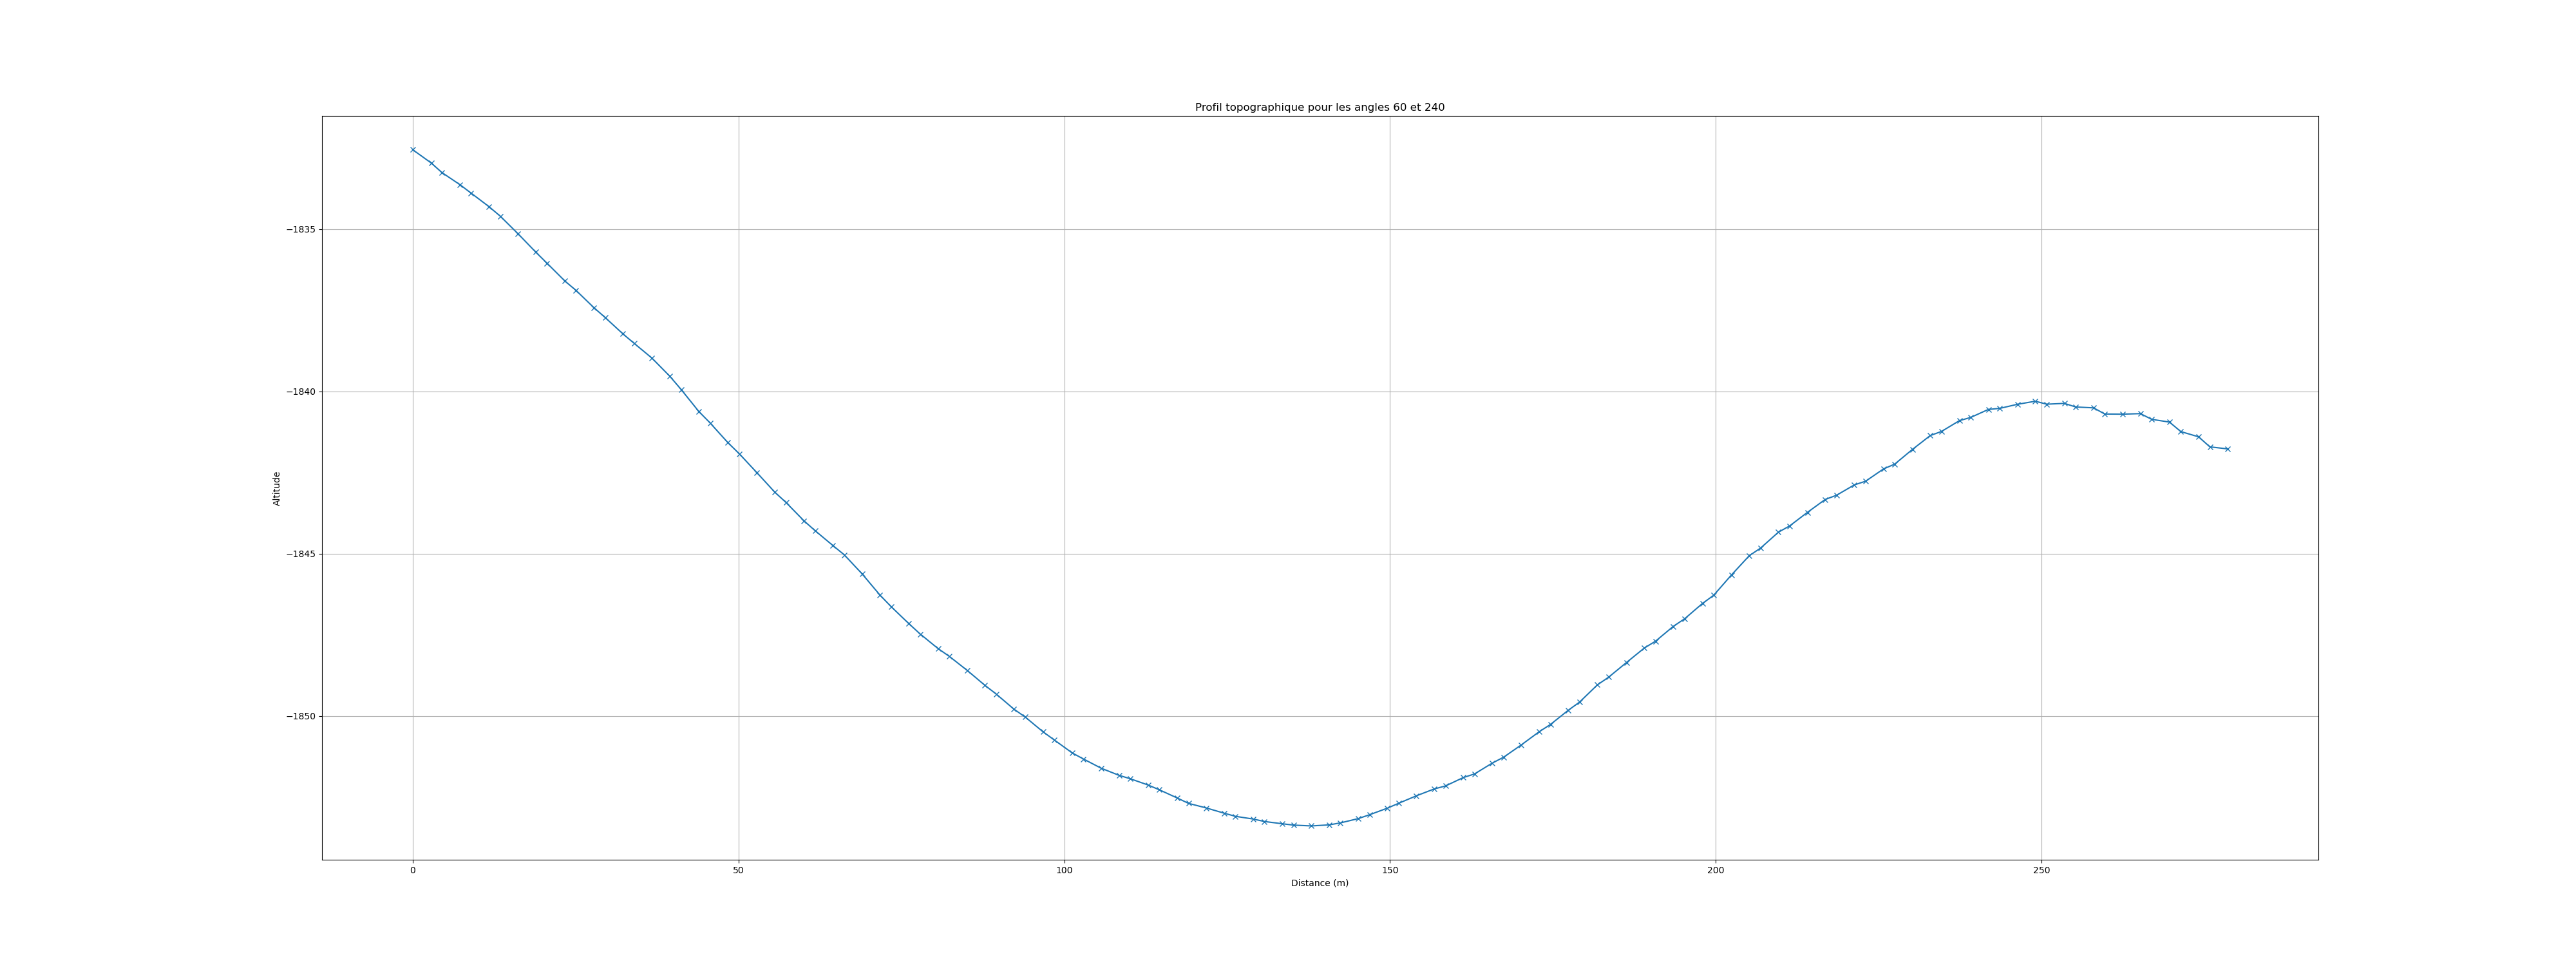 Profil topographique pour les angles 60 et 240
−1835
−1840
−1845
−1850
Altitude
0 50 100 150 200 250
Distance (m)